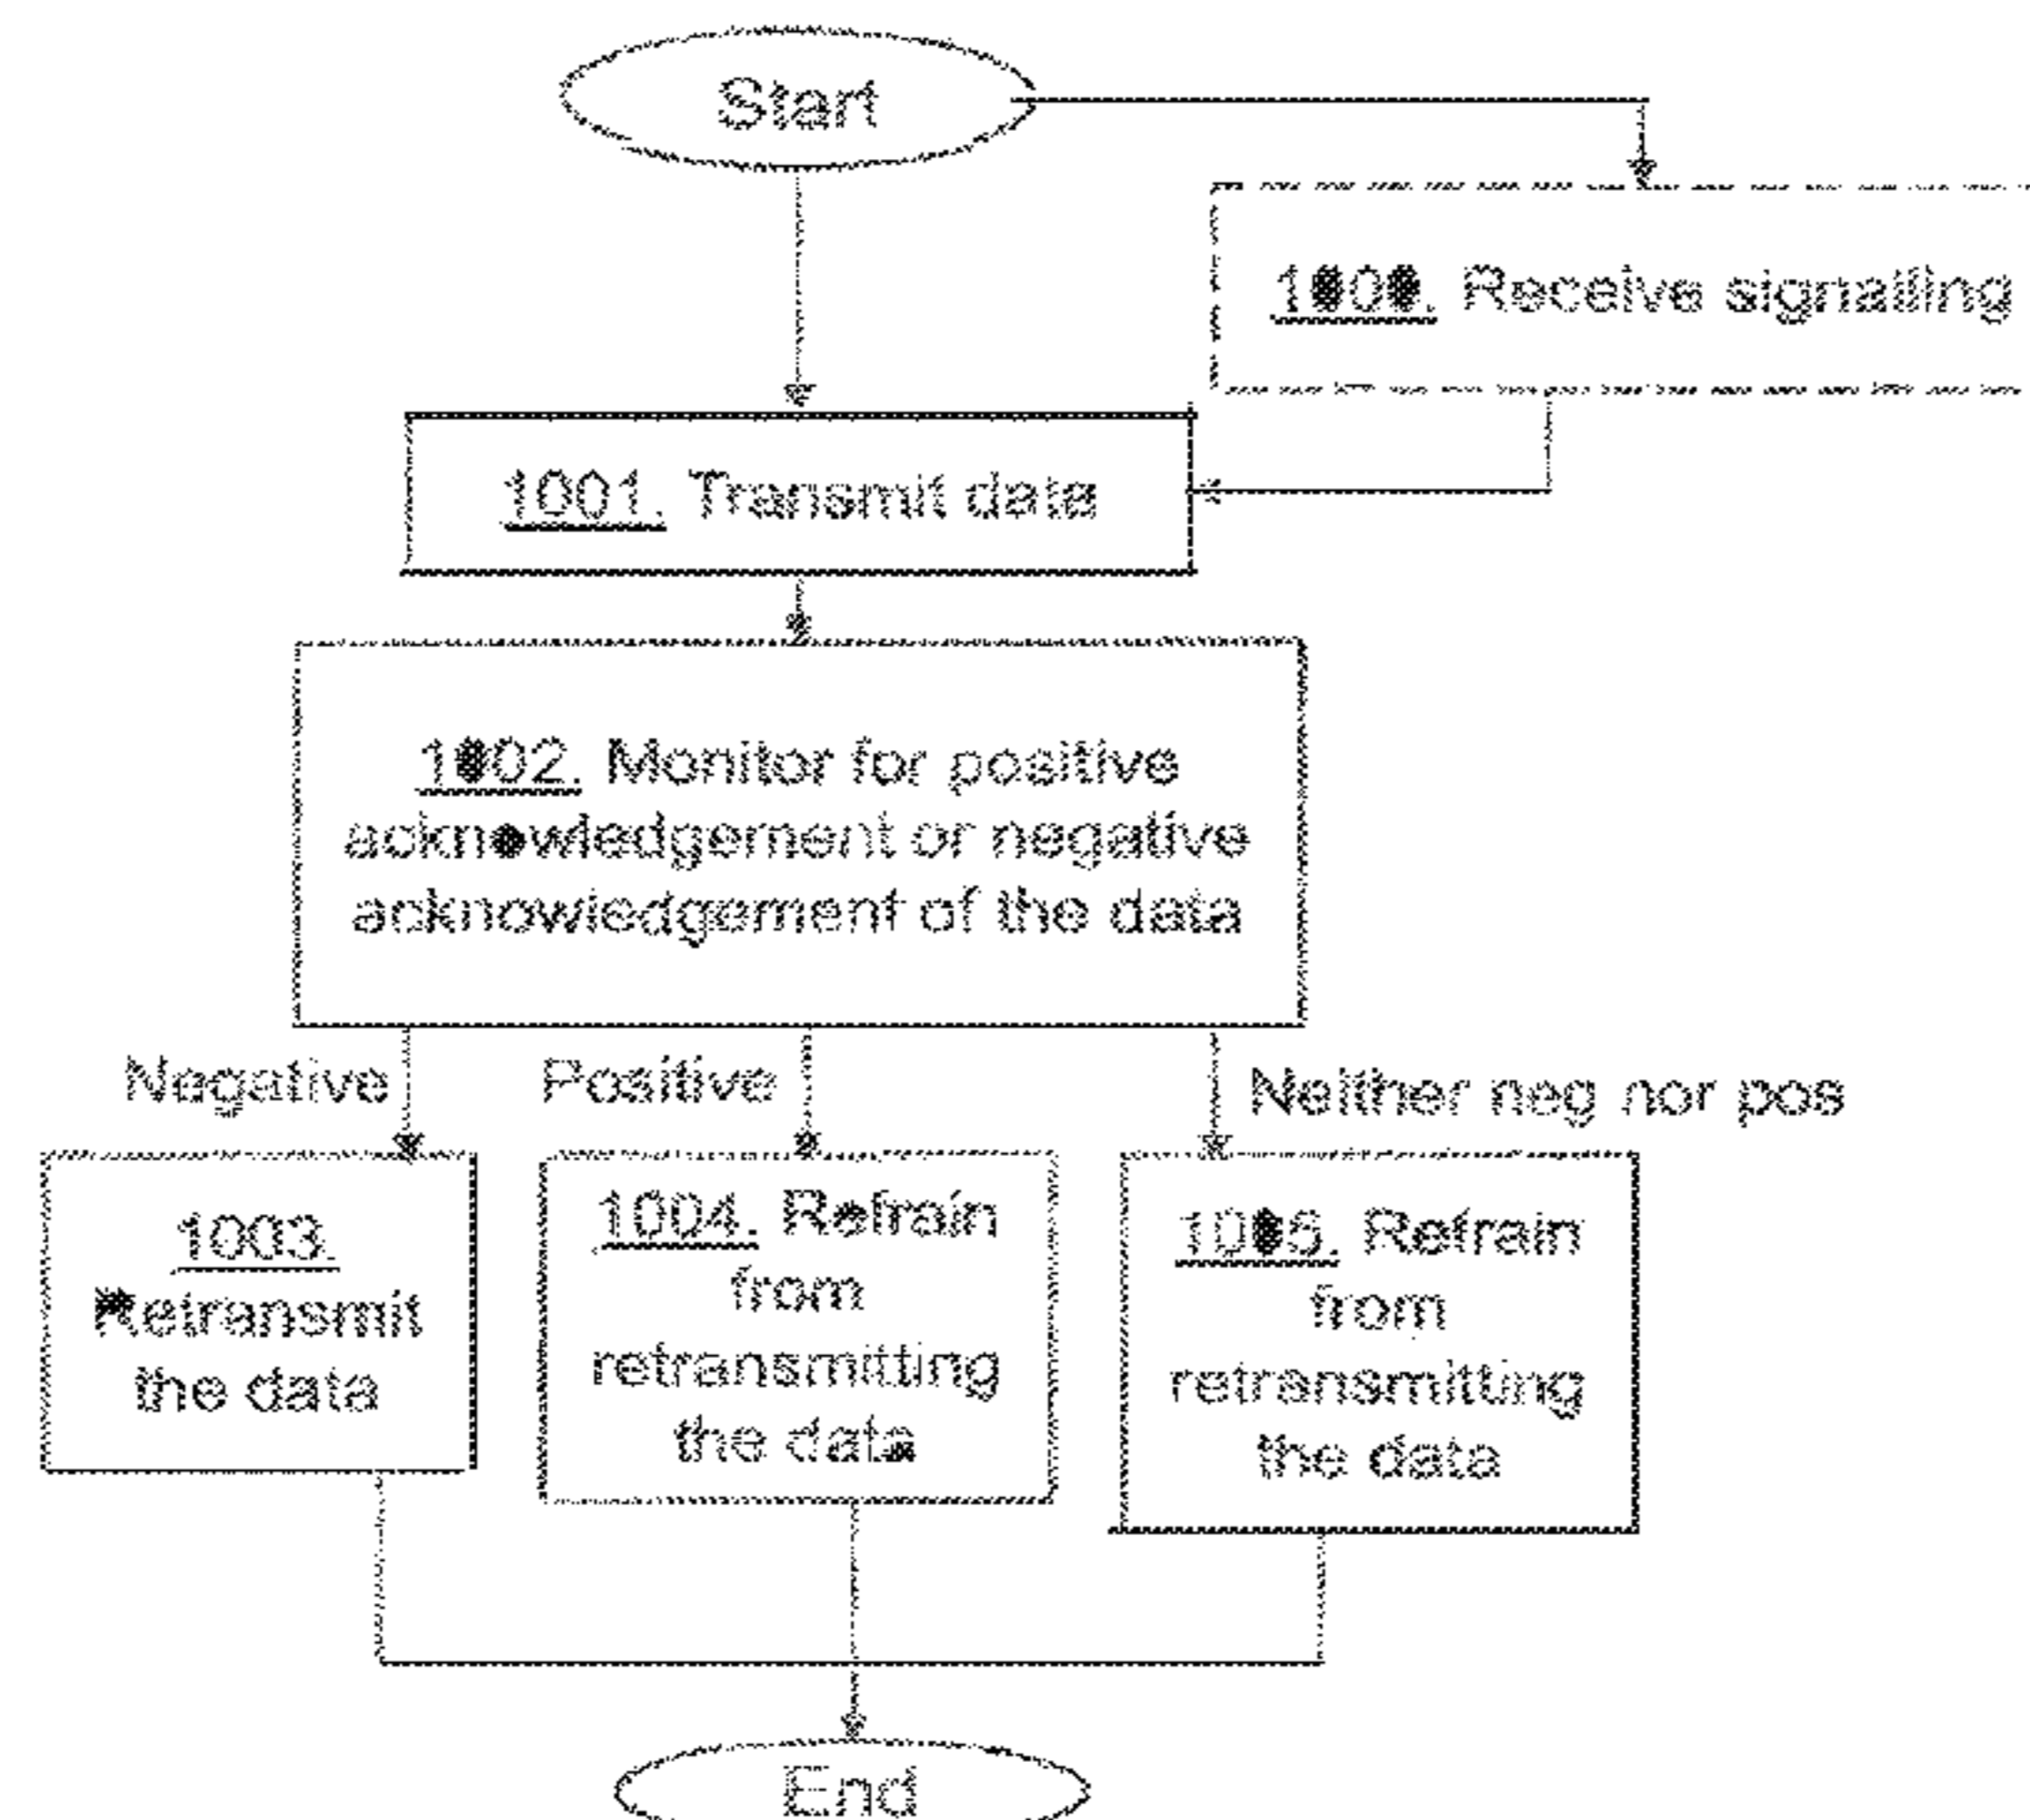 Start
1000. Receive signalling
1001. Transmit data
1002. Monitor for positive
acknowledgement or negative
acknowledgement of the data
Negative
Positive
Neither neg nor pos
1003.
Retransmit
the data
1004. Refrain
from
retransmitting
the data
1005. Refrain
from
retransmitting
the data
End